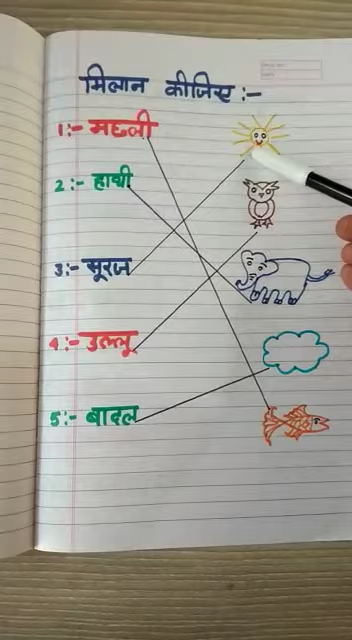 मिलान कीजिए :-
1:- मछली
2:- हाथी
3:- सूरज
4:- उल्लू
5:- बादल